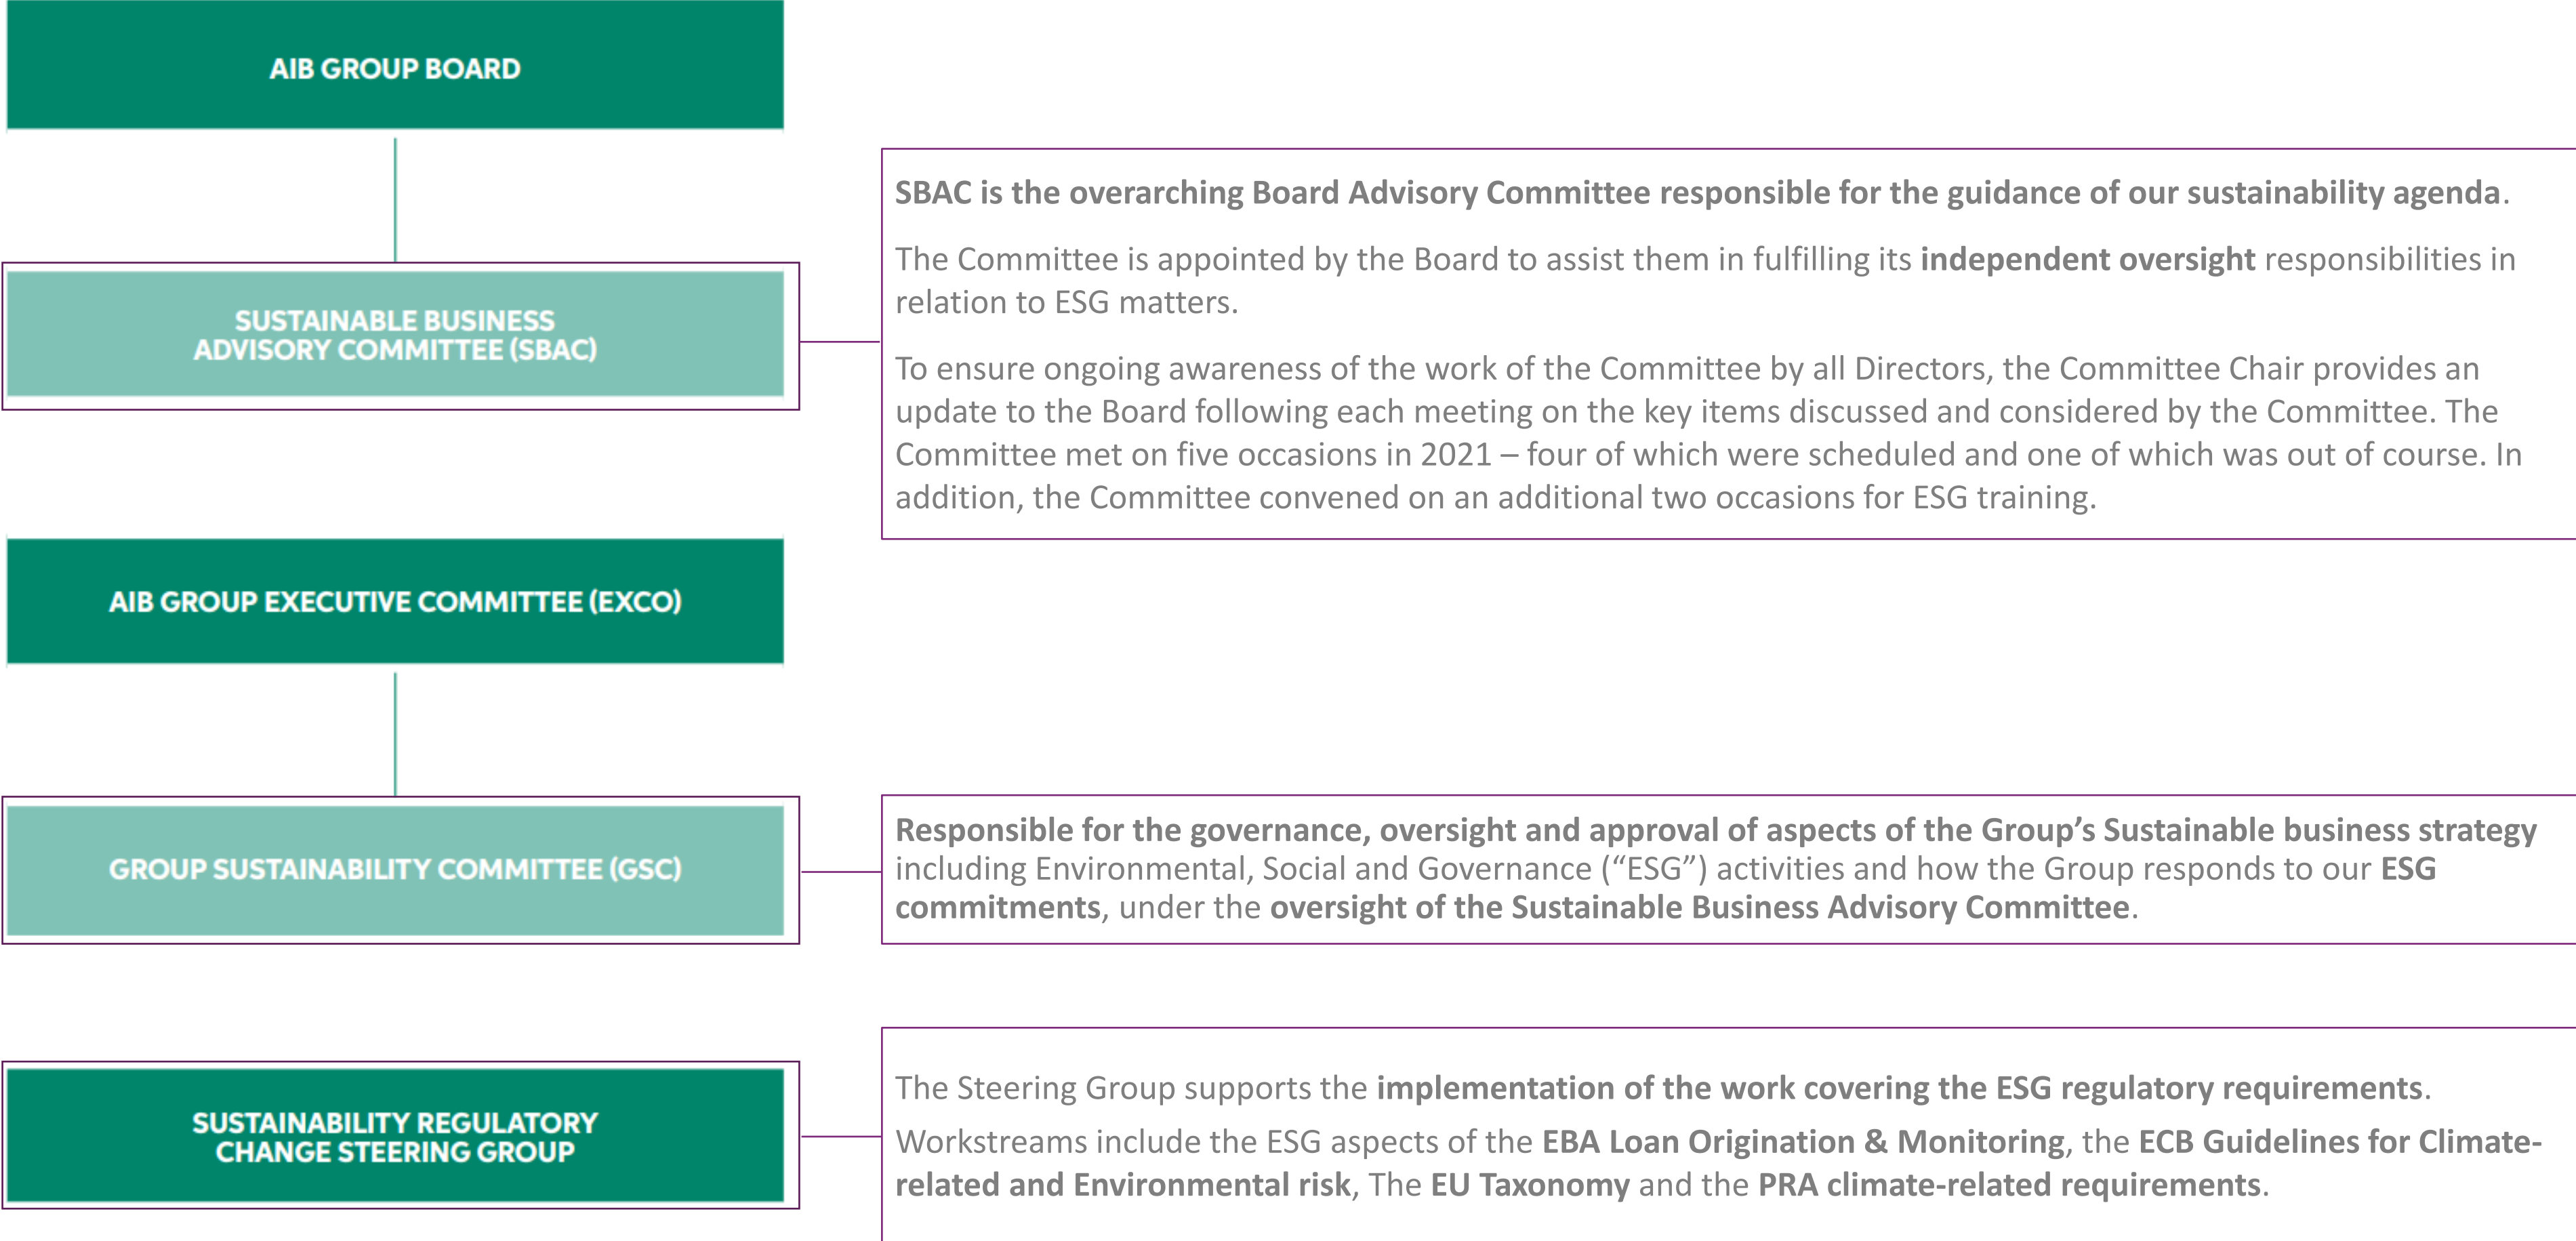 AIB GROUP BOARD
SUSTAINABLE BUSINESS
ADVISORY COMMITTEE (SBAC)
SBAC is the overarching Board Advisory Committee responsible for the guidance of our sustainability agenda.
The Committee is appointed by the Board to assist them in fulfilling its independent oversight responsibilities in
relation to ESG matters.
To ensure ongoing awareness of the work of the Committee by all Directors, the Committee Chair provides an
update to the Board following each meeting on the key items discussed and considered by the Committee. The
Committee met on five occasions in 2021 – four of which were scheduled and one of which was out of course. In
addition, the Committee convened on an additional two occasions for ESG training.
AIB GROUP EXECUTIVE COMMITTEE (EXCO)
GROUP SUSTAINABILITY COMMITTEE (GSC)
Responsible for the governance, oversight and approval of aspects of the Group’s Sustainable business strategy
including Environmental, Social and Governance (“ESG”) activities and how the Group responds to our ESG
commitments, under the oversight of the Sustainable Business Advisory Committee.
SUSTAINABILITY REGULATORY
CHANGE STEERING GROUP
The Steering Group supports the implementation of the work covering the ESG regulatory requirements.
Workstreams include the ESG aspects of the EBA Loan Origination & Monitoring, the ECB Guidelines for Climate-
related and Environmental risk, The EU Taxonomy and the PRA climate-related requirements.